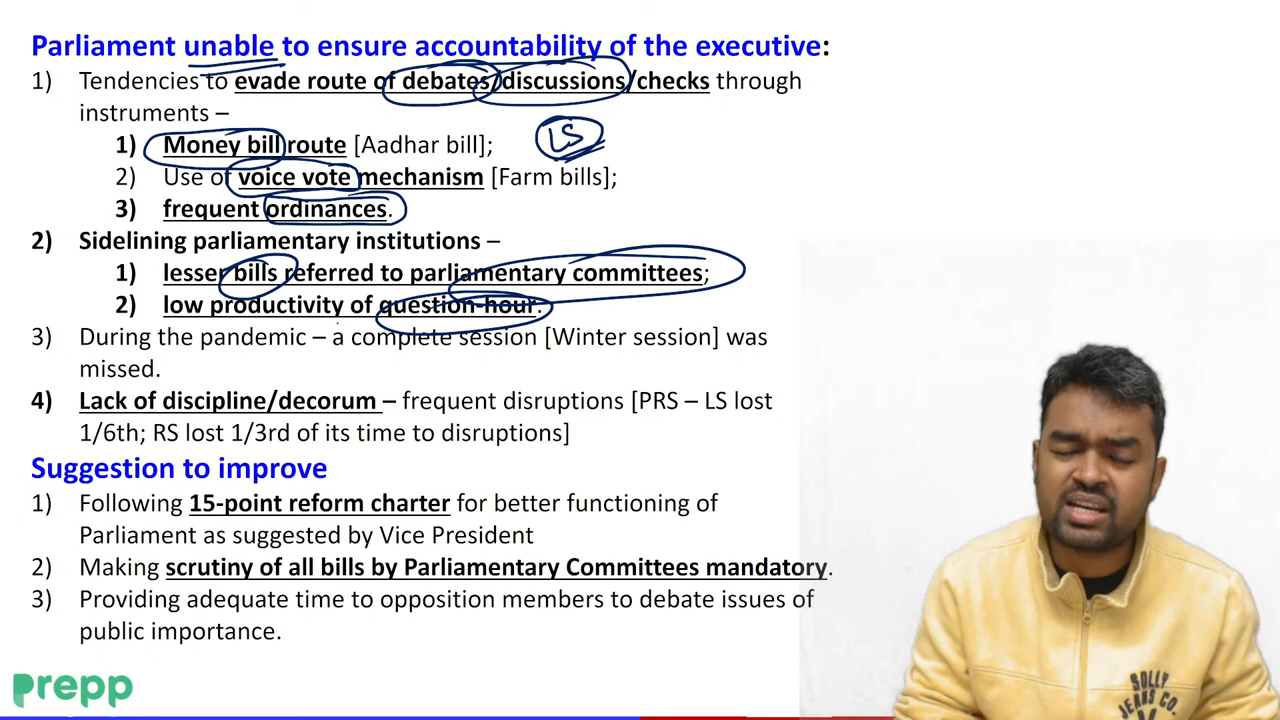 Parliament unable to ensure accountability of the executive:
1) Tendencies to evade route of debates/discussions/checks through
instruments –
1) Money bill route [Aadhar bill]; LS
2) Use of voice vote mechanism [Farm bills];
3) frequent ordinances.
2) Sidelining parliamentary institutions –
1) lesser bills referred to parliamentary committees;
2) low productivity of question-hour.
3) During the pandemic – a complete session [Winter session] was
missed.
4) Lack of discipline/decorum – frequent disruptions [PRS – LS lost
1/6th; RS lost 1/3rd of its time to disruptions]
Suggestion to improve
1) Following 15-point reform charter for better functioning of
Parliament as suggested by Vice President
2) Making scrutiny of all bills by Parliamentary Committees mandatory.
3) Providing adequate time to opposition members to debate issues of
public importance.
prepp
SOLLY
JEANS CO.